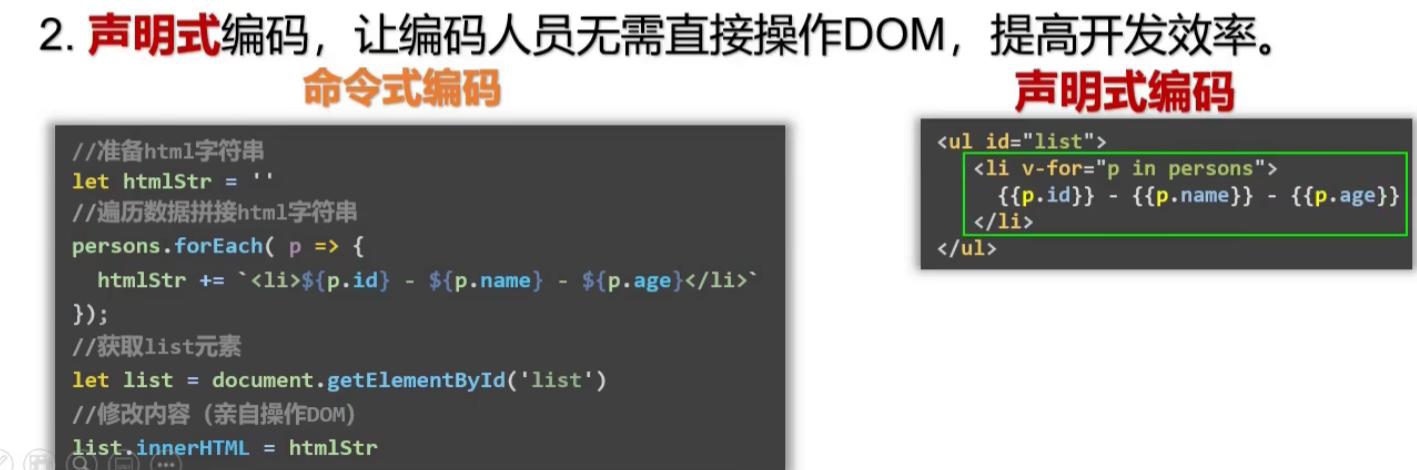 2. 声明式编码，让编码人员无需直接操作DOM，提高开发效率。
命令式编码
//准备html字符串
let htmlStr = ''
//遍历数据拼接html字符串
persons.forEach( p => {
  htmlStr += `<li>${p.id} - ${p.name} - ${p.age}</li>`
});
//获取list元素
let list = document.getElementById('list')
//修改内容（亲自操作DOM）
list.innerHTML = htmlStr
声明式编码
<ul id="list">
  <li v-for="p in persons">
    {{p.id}} - {{p.name}} - {{p.age}}
  </li>
</ul>